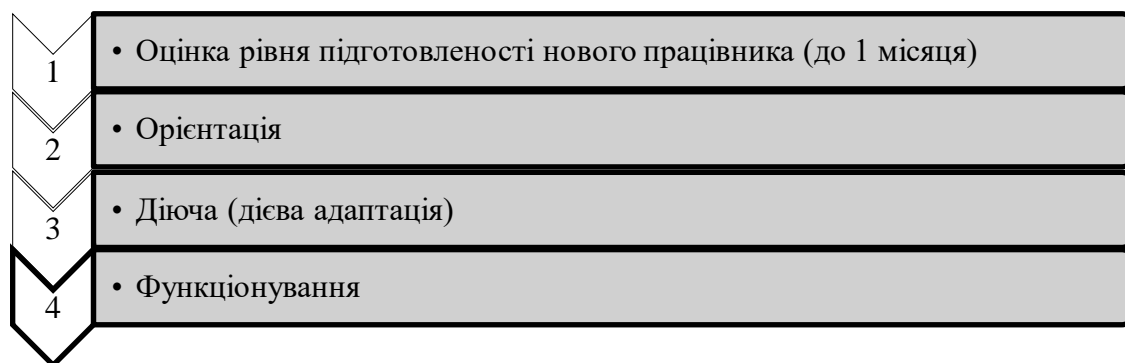 1 • Оцінка рівня підготовленості нового працівника (до 1 місяця)
2 • Орієнтація
3 • Діюча (дієва адаптація)
4 • Функціонування